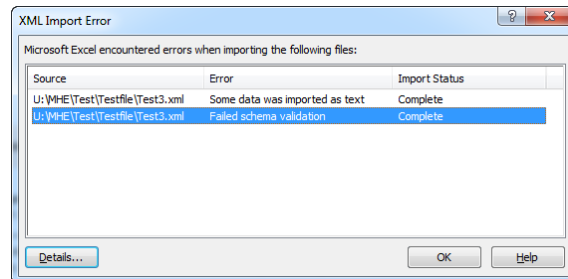 XML Import Error
Microsoft Excel encountered errors when importing the following files:
Source Error Import Status
U:\MHE\Test\Testfile\Test3.xml Some data was imported as text Complete
U:\MHE\Test\Testfile\Test3.xml Failed schema validation Complete
Details... OK Help